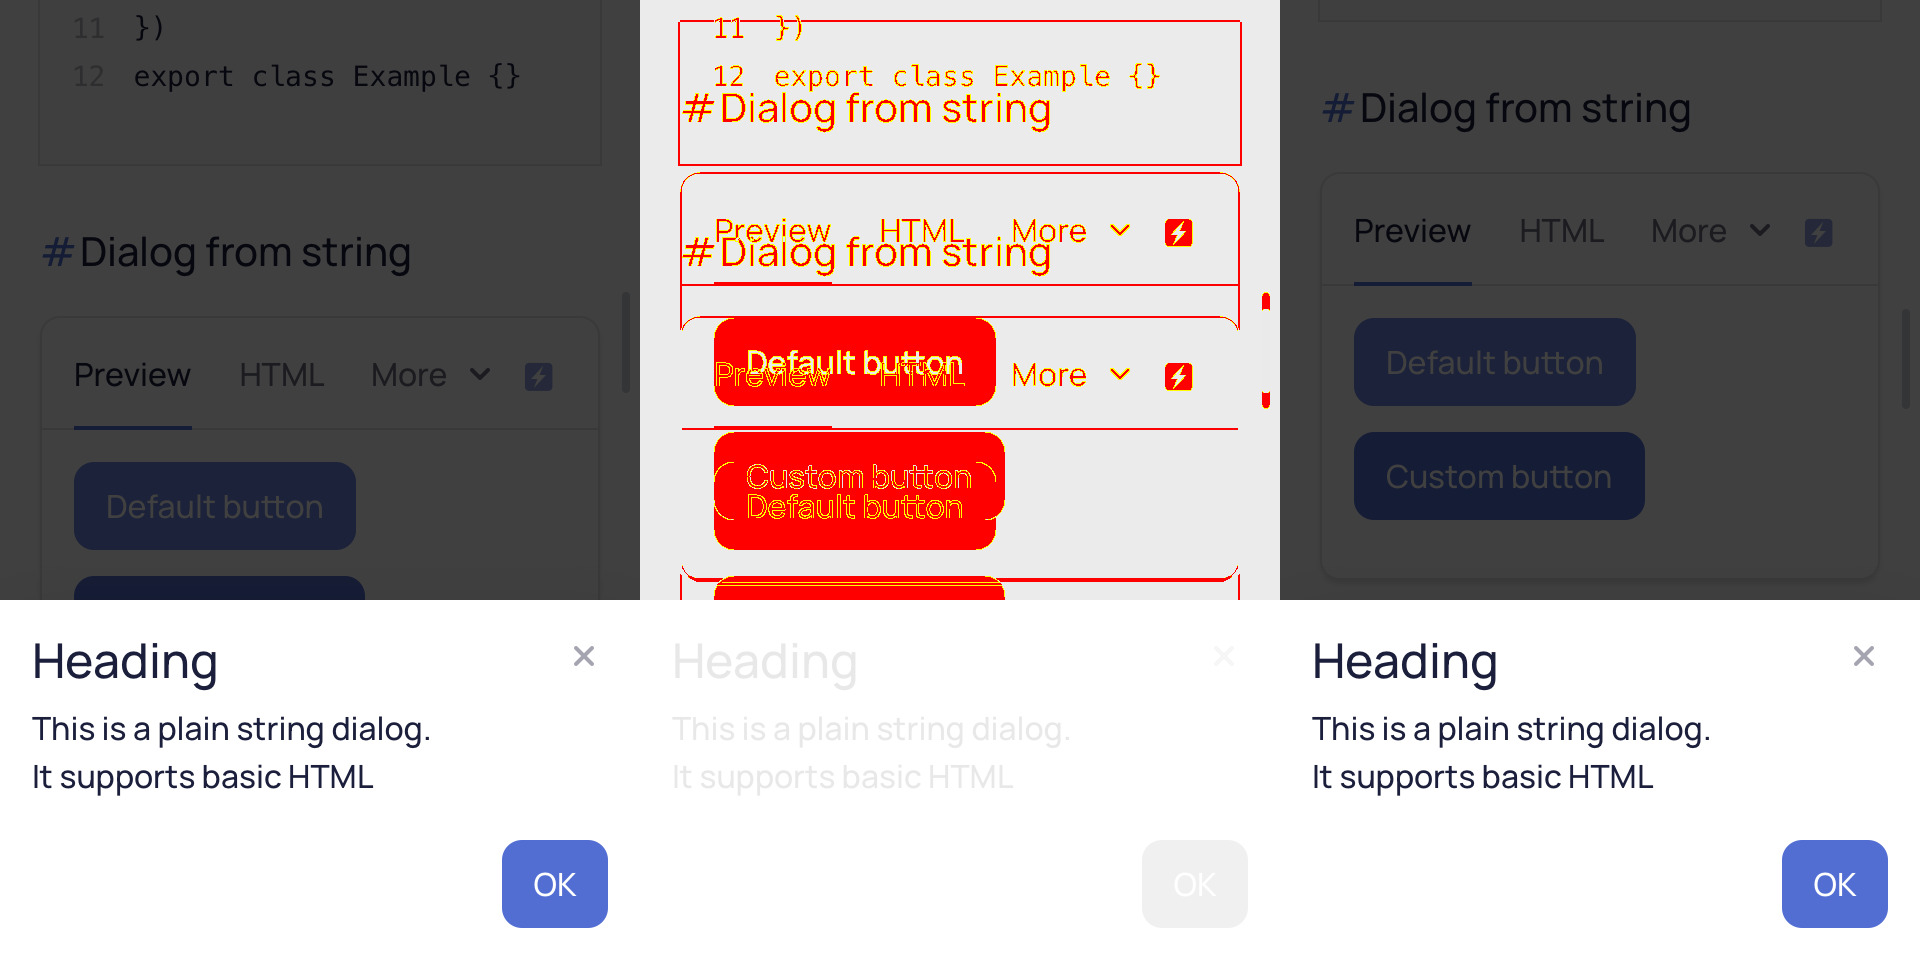 11 })
12 export class Example {}
# Dialog from string
Preview HTML More
Default button
Heading
This is a plain string dialog.
It supports basic HTML
OK
11 })
12 export class Example {}
# Dialog from string
Preview HTML More
# Dialog from string
Default button
Preview HTML More
Custom button
Default button
Heading
This is a plain string dialog.
It supports basic HTML
OK
# Dialog from string
Preview HTML More
Default button
Custom button
Heading
This is a plain string dialog.
It supports basic HTML
OK